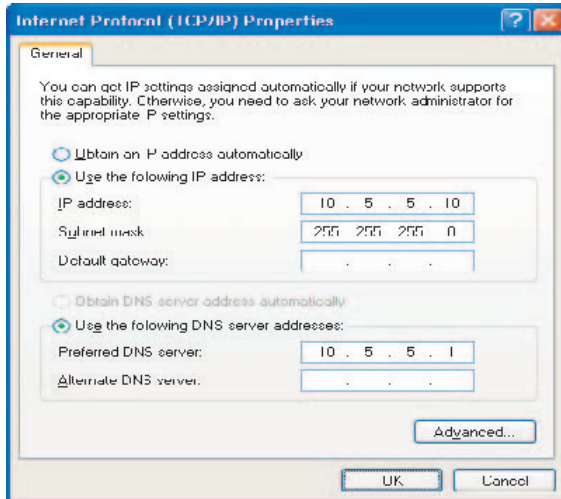 Internet Protocol (TCP/IP) Properties
General
You can get IP settings assigned automatically if your network supports
this capability. Otherwise, you need to ask your network administrator for
the appropriate IP settings.
Obtain an IP address automatically
Use the following IP address:
IP address: 10 . 5 . 5 . 10
Subnet mask 255 255 255 0
Default gateway: . . .
Obtain DNS server address automatically
Use the following DNS server addresses:
Preferred DNS server: 10 . 5 . 5 . 1
Alternate DNS server: . . .
Advanced...
OK Cancel